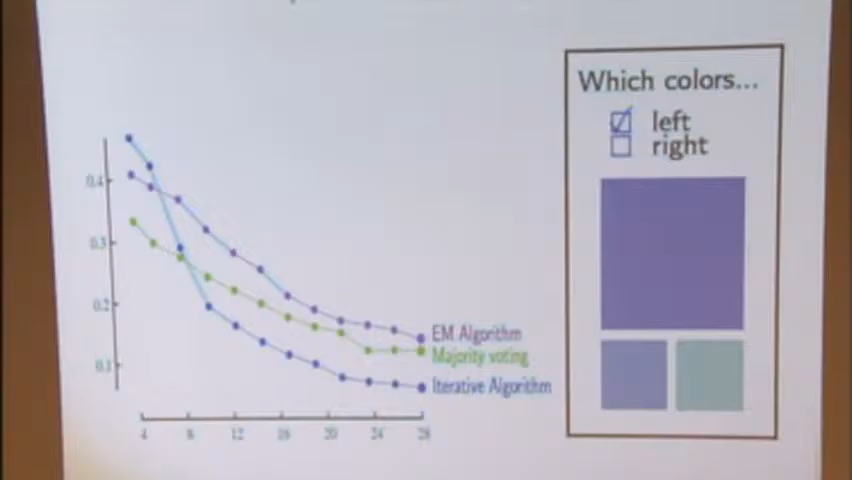 0.4
0.3
0.2
0.1
4 8 12 16 20 24 28
EM Algorithm
Majority voting
Iterative Algorithm
Which colors...
left
right